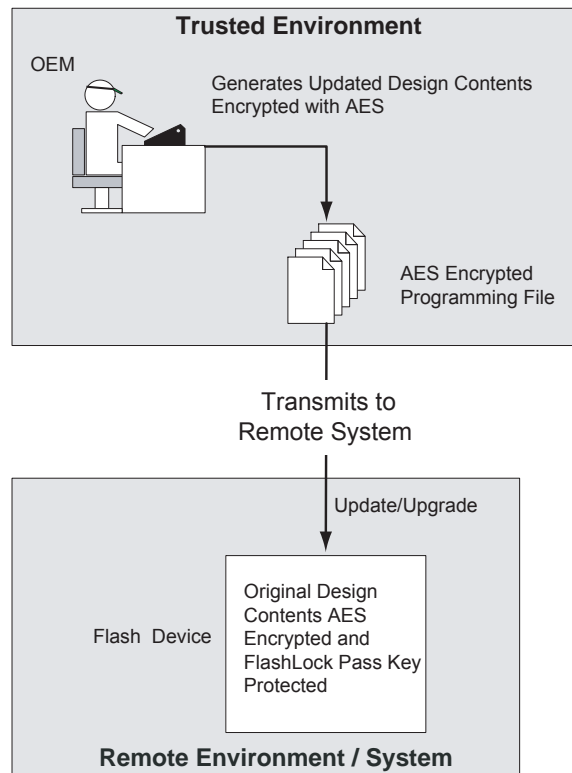 Trusted Environment
OEM
Generates Updated Design Contents
Encrypted with AES
AES Encrypted
Programming File
Transmits to
Remote System
Update/Upgrade
Original Design
Contents AES
Encrypted and
FlashLock Pass Key
Protected
Flash Device
Remote Environment / System